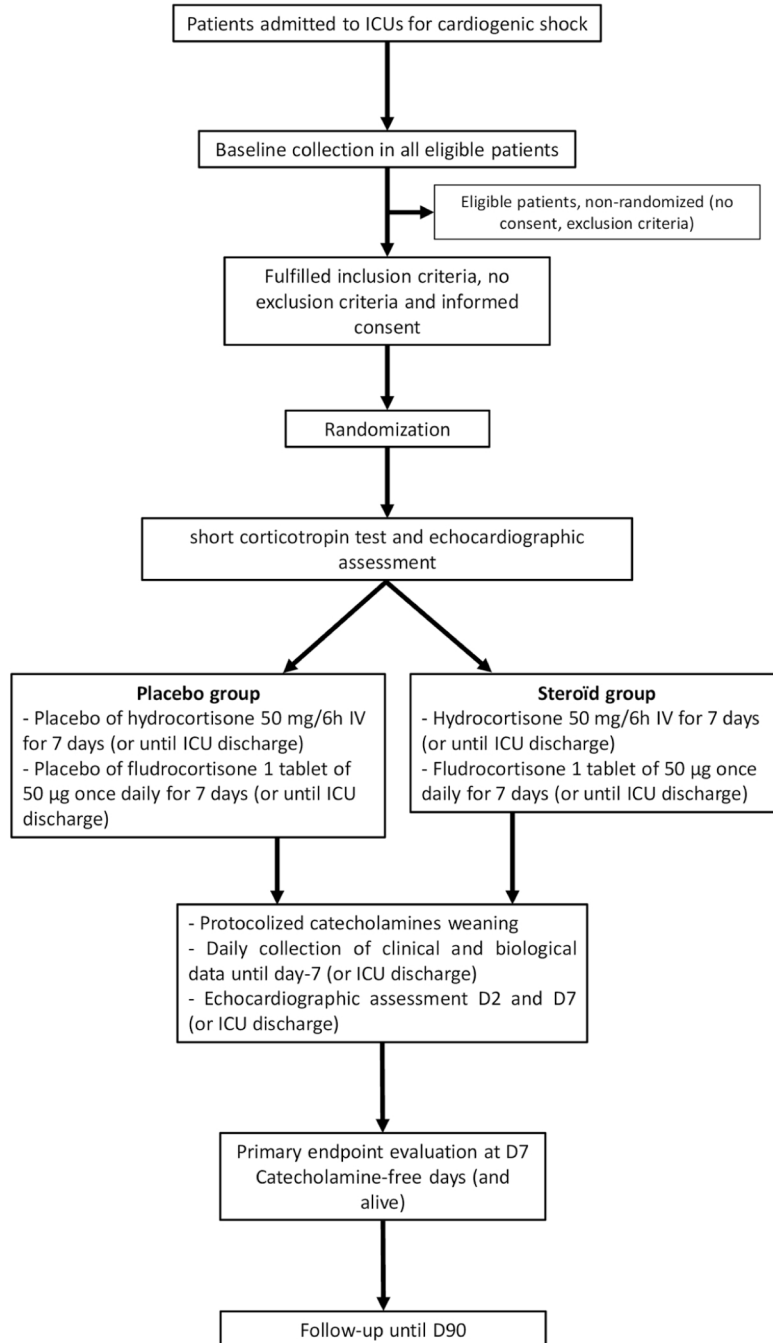 Patients admitted to ICUs for cardiogenic shock
Baseline collection in all eligible patients
Eligible patients, non-randomized (no
consent, exclusion criteria)
Fulfilled inclusion criteria, no
exclusion criteria and informed
consent
Randomization
short corticotropin test and echocardiographic
assessment
Placebo group
- Placebo of hydrocortisone 50 mg/6h IV
for 7 days (or until ICU discharge)
- Placebo of fludrocortisone 1 tablet of
50 µg once daily for 7 days (or until ICU
discharge)
Steroïd group
- Hydrocortisone 50 mg/6h IV for 7 days
(or until ICU discharge)
- Fludrocortisone 1 tablet of 50 µg once
daily for 7 days (or until ICU discharge)
- Protocolized catecholamines weaning
- Daily collection of clinical and biological
data until day-7 (or ICU discharge)
- Echocardiographic assessment D2 and D7
(or ICU discharge)
Primary endpoint evaluation at D7
Catecholamine-free days (and
alive)
Follow-up until D90